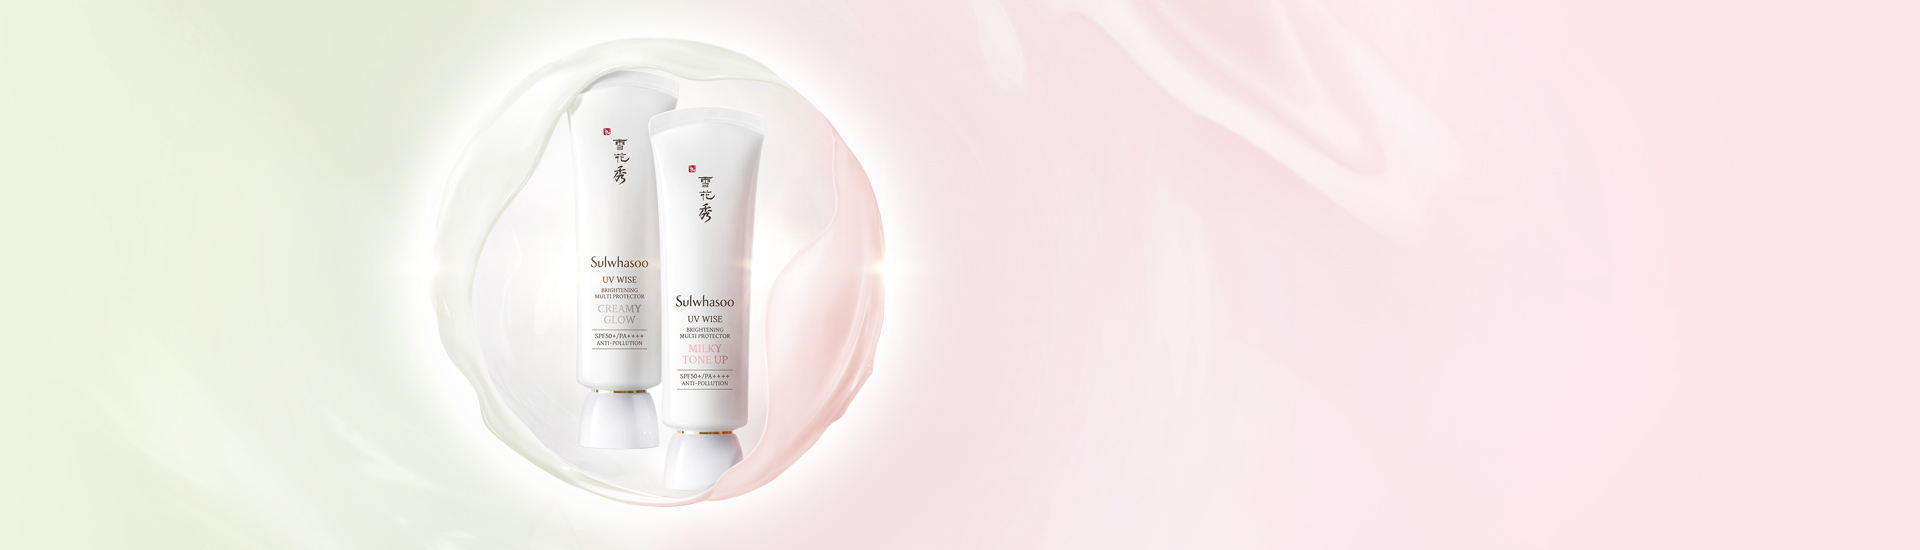 雪
花
秀
Sulwhasoo
UV WISE
BRIGHTENING
MULTI PROTECTOR
CREAMY
GLOW
SPF50+/PA++++
ANTI-POLLUTION
雪
花
秀
Sulwhasoo
UV WISE
BRIGHTENING
MULTI PROTECTOR
MILKY
TONE UP
SPF50+/PA++++
ANTI-POLLUTION